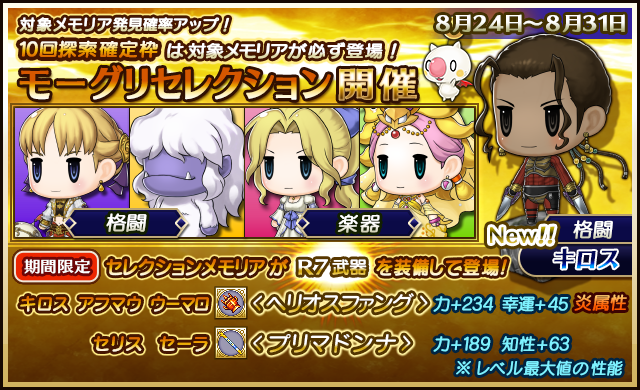 対象メモリア発見確率アップ！
8月24日～8月31日
10回探索確定枠 は対象メモリアが必ず登場！
モーグリセレクション開催
格闘
楽器
New!!
格闘
キロス
期間限定 セレクションメモリアが R7武器 を装備して登場！
キロス アフマウ ウーマロ 〈ヘリオスファング〉 力+234 幸運+45 炎属性
セリス セーラ 〈プリマドンナ〉 力+189 知性+63
※レベル最大値の性能